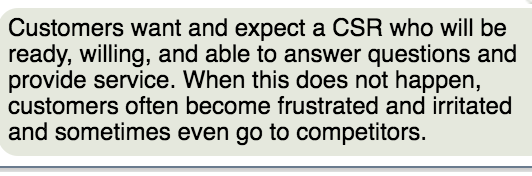 Customers want and expect a CSR who will be
ready, willing, and able to answer questions and
provide service. When this does not happen,
customers often become frustrated and irritated
and sometimes even go to competitors.